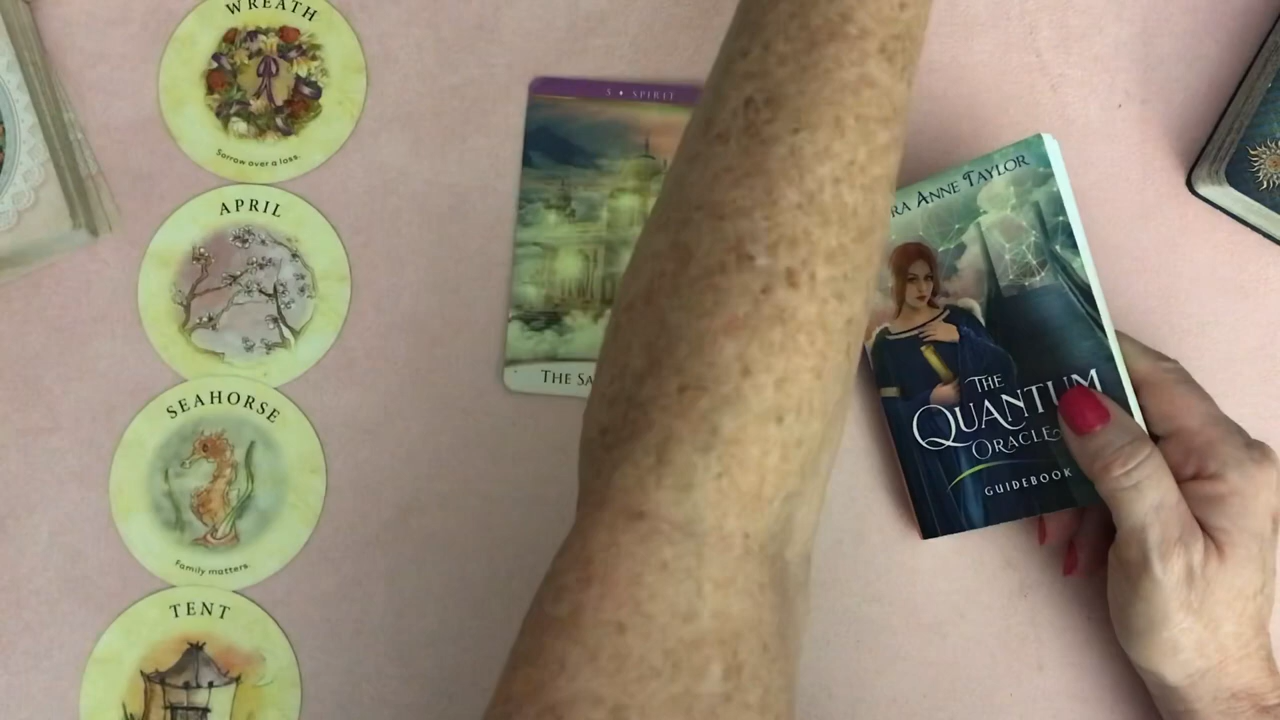 WREATH
Sorrow over a loss.
APRIL
SEAHORSE
Family matters.
TENT
5 • SPIRIT
THE SA
RA ANNE TAYLOR
THE
QUANTUM
ORACLE
GUIDEBOOK